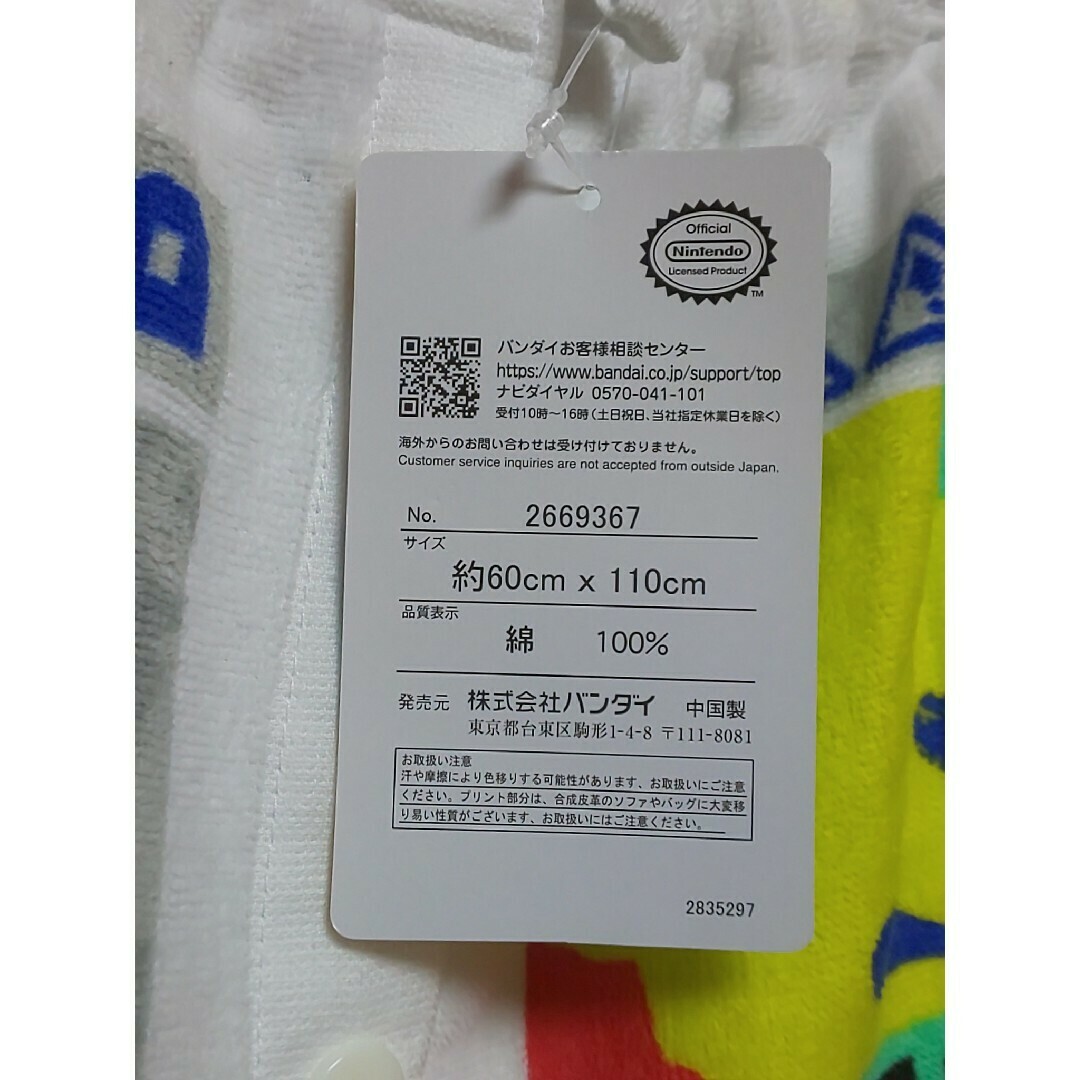 Official
Nintendo
Licensed Product
TM
バンダイお客様相談センター
https://www.bandai.co.jp/support/top
ナビダイヤル 0570-041-101
受付10時〜16時(土日祝日、当社指定休業日を除く)
海外からのお問い合わせは受け付けておりません。
Customer service inquiries are not accepted from outside Japan.
No. 2669367
サイズ
約60cm x 110cm
品質表示
綿 100%
発売元 株式会社バンダイ 中国製
東京都台東区駒形1-4-8 〒111-8081
お取扱い注意
汗や摩擦により色移りする可能性があります、お取扱いにご注意
ください。プリント部分は、合成皮革のソファやバッグに大変移
り易い性質がございます、お取扱いにはご注意ください。
2835297